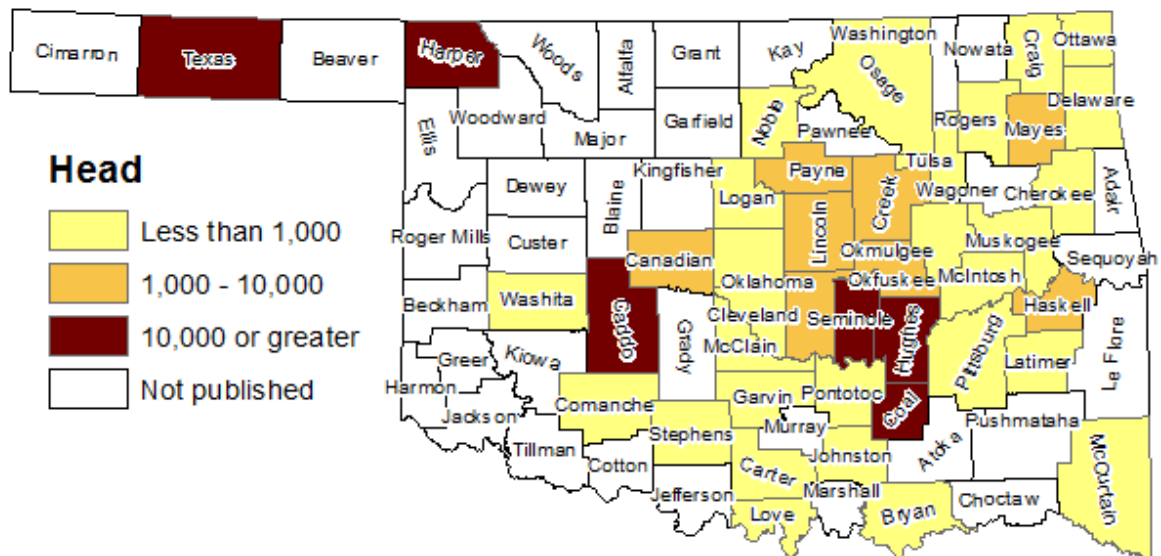 Cimarron
Texas
Beaver
Harper
Woods
Alfalfa
Grant
Kay
Washington
Osage
Nowata
Craig
Ottawa
Ellis
Woodward
Major
Garfield
Noble
Pawnee
Rogers
Mayes
Delaware
Head
Less than 1,000
1,000 - 10,000
10,000 or greater
Not published
Dewey
Blaine
Kingfisher
Logan
Payne
Creek
Tulsa
Wagoner
Cherokee
Adair
Roger Mills
Custer
Canadian
Oklahoma
Lincoln
Okmulgee
Okfuskee
Muskogee
McIntosh
Sequoyah
Beckham
Washita
Caddo
Grady
Cleveland
McClain
Seminole
Hughes
Pittsburg
Haskell
Latimer
Le Flore
Greer
Kiowa
Harmon
Jackson
Comanche
Stephens
Garvin
Pontotoc
Coal
Murray
Johnston
Atoka
Pushmataha
McCurtain
Tillman
Cotton
Jefferson
Carter
Love
Marshall
Bryan
Choctaw